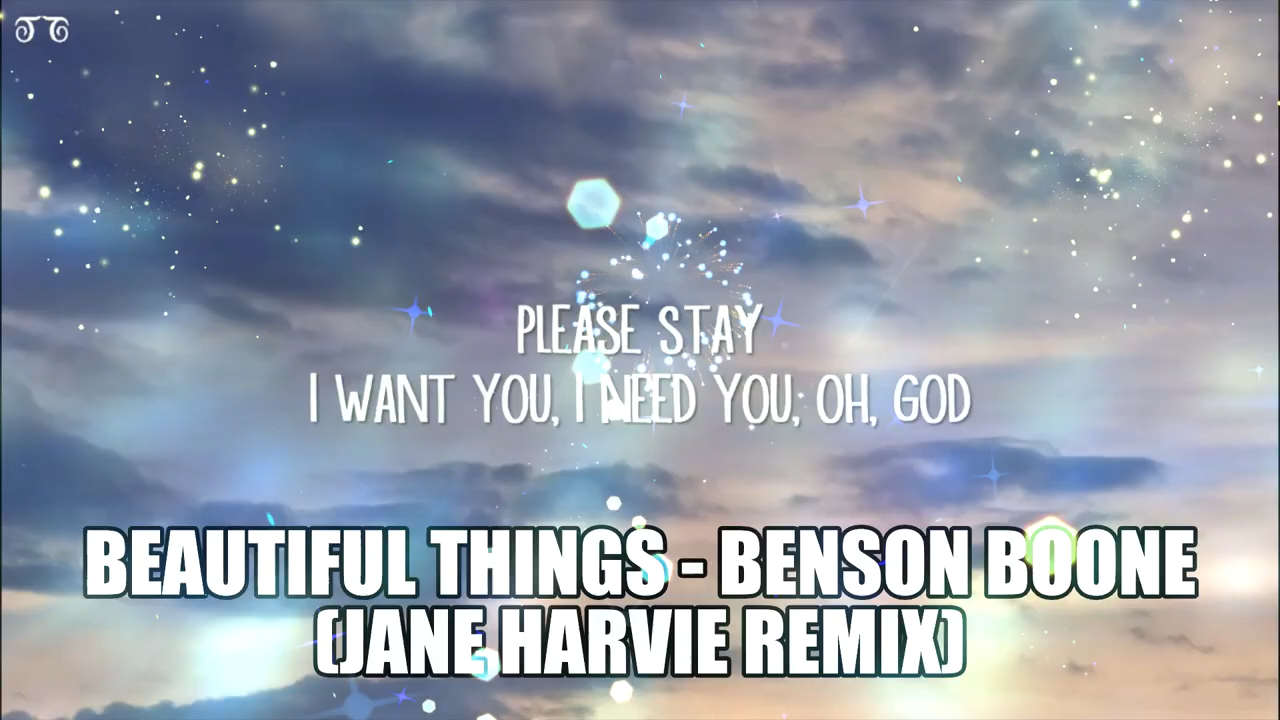 PLEASE STAY
I WANT YOU, I NEED YOU, OH, GOD
BEAUTIFUL THINGS - BENSON BOONE
(JANE HARVIE REMIX)